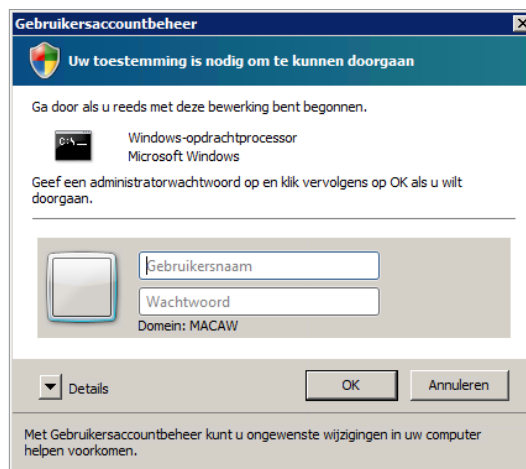 Gebruikersaccountbeheer
Uw toestemming is nodig om te kunnen doorgaan
Ga door als u reeds met deze bewerking bent begonnen.
C:\_
Windows-opdrachtprocessor
Microsoft Windows
Geef een administratorwachtwoord op en klik vervolgens op OK als u wilt
doorgaan.
Gebruikersnaam
Wachtwoord
Domein: MACAW
Details
OK
Annuleren
Met Gebruikersaccountbeheer kunt u ongewenste wijzigingen in uw computer
helpen voorkomen.